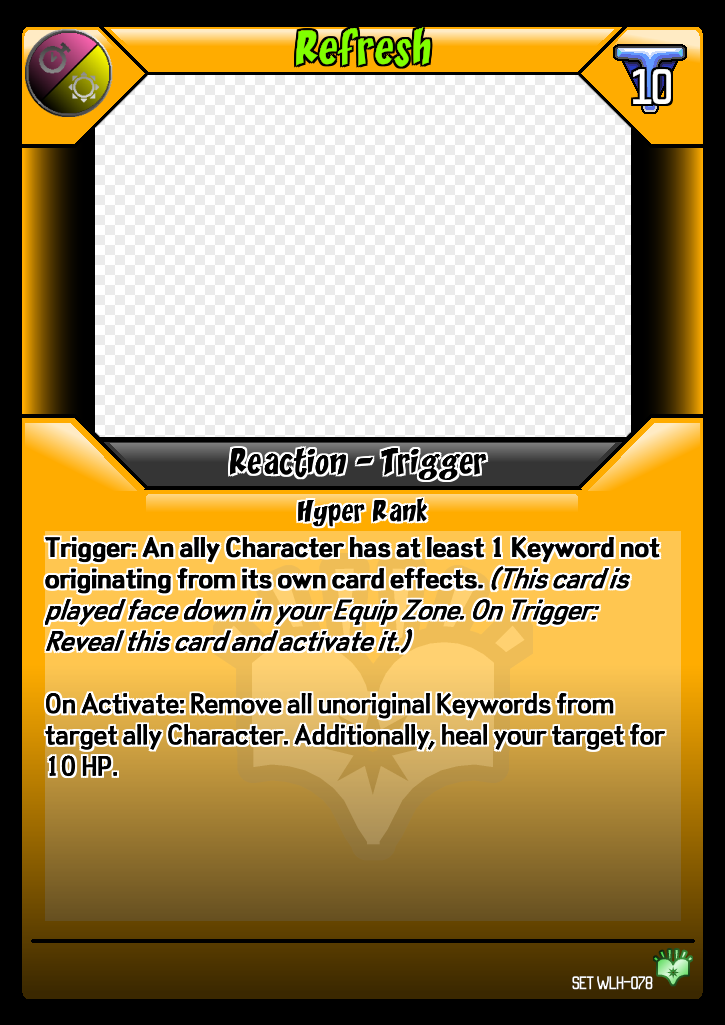 Refresh
10
Reaction - Trigger
Hyper Rank
Trigger: An ally Character has at least 1 Keyword not
originating from its own card effects. (This card is
played face down in your Equip Zone. On Trigger:
Reveal this card and activate it.)
On Activate: Remove all unoriginal Keywords from
target ally Character. Additionally, heal your target for
10 HP.
SET WLH-078